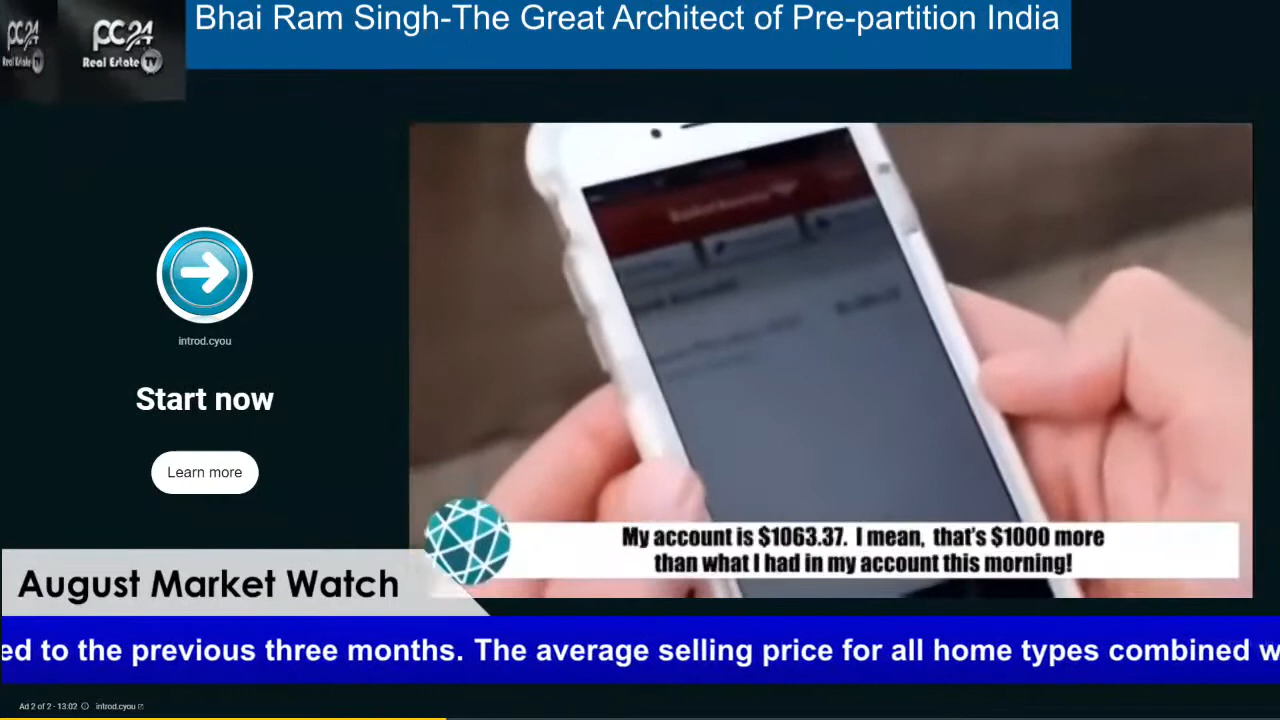 Bhai Ram Singh-The Great Architect of Pre-partition India
pc24
Real Estate TV
pc24
Real Estate TV
introd.cyou
Start now
Learn more
My account is $1063.37. I mean, that's $1000 more
than what I had in my account this morning!
August Market Watch
ed to the previous three months. The average selling price for all home types combined w
Ad 2 of 2 · 13:02 introd.cyou